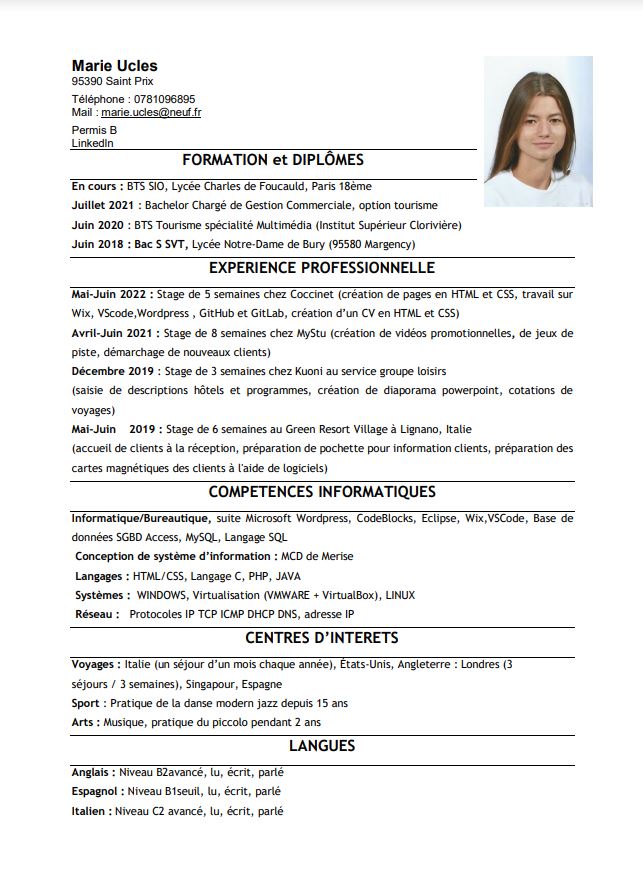 Marie Ucles
95390 Saint Prix
Téléphone : 0781096895
Mail : marie.ucles@neuf.fr
Permis B
LinkedIn
FORMATION et DIPLÔMES
En cours : BTS SIO, Lycée Charles de Foucauld, Paris 18ème
Juillet 2021 : Bachelor Chargé de Gestion Commerciale, option tourisme
Juin 2020 : BTS Tourisme spécialité Multimédia (Institut Supérieur Clorivière)
Juin 2018 : Bac S SVT, Lycée Notre-Dame de Bury (95580 Margency)
EXPERIENCE PROFESSIONNELLE
Mai-Juin 2022 : Stage de 5 semaines chez Coccinet (création de pages en HTML et CSS, travail sur
Wix, VScode,Wordpress , GitHub et GitLab, création d'un CV en HTML et CSS)
Avril-Juin 2021 : Stage de 8 semaines chez MyStu (création de vidéos promotionnelles, de jeux de
piste, démarchage de nouveaux clients)
Décembre 2019 : Stage de 3 semaines chez Kuoni au service groupe loisirs
(saisie de descriptions hôtels et programmes, création de diaporama powerpoint, cotations de
voyages)
Mai-Juin 2019 : Stage de 6 semaines au Green Resort Village à Lignano, Italie
(accueil de clients à la réception, préparation de pochette pour information clients, préparation des
cartes magnétiques des clients à l'aide de logiciels)
COMPETENCES INFORMATIQUES
Informatique/Bureautique, suite Microsoft Wordpress, CodeBlocks, Eclipse, Wix,VSCode, Base de
données SGBD Access, MySQL, Langage SQL
Conception de système d'information : MCD de Merise
Langages : HTML/CSS, Langage C, PHP, JAVA
Systèmes : WINDOWS, Virtualisation (VMWARE + VirtualBox), LINUX
Réseau : Protocoles IP TCP ICMP DHCP DNS, adresse IP
CENTRES D'INTERETS
Voyages : Italie (un séjour d'un mois chaque année), États-Unis, Angleterre : Londres (3
séjours / 3 semaines), Singapour, Espagne
Sport : Pratique de la danse modern jazz depuis 15 ans
Arts : Musique, pratique du piccolo pendant 2 ans
LANGUES
Anglais : Niveau B2avancé, lu, écrit, parlé
Espagnol : Niveau B1seuil, lu, écrit, parlé
Italien : Niveau C2 avancé, lu, écrit, parlé